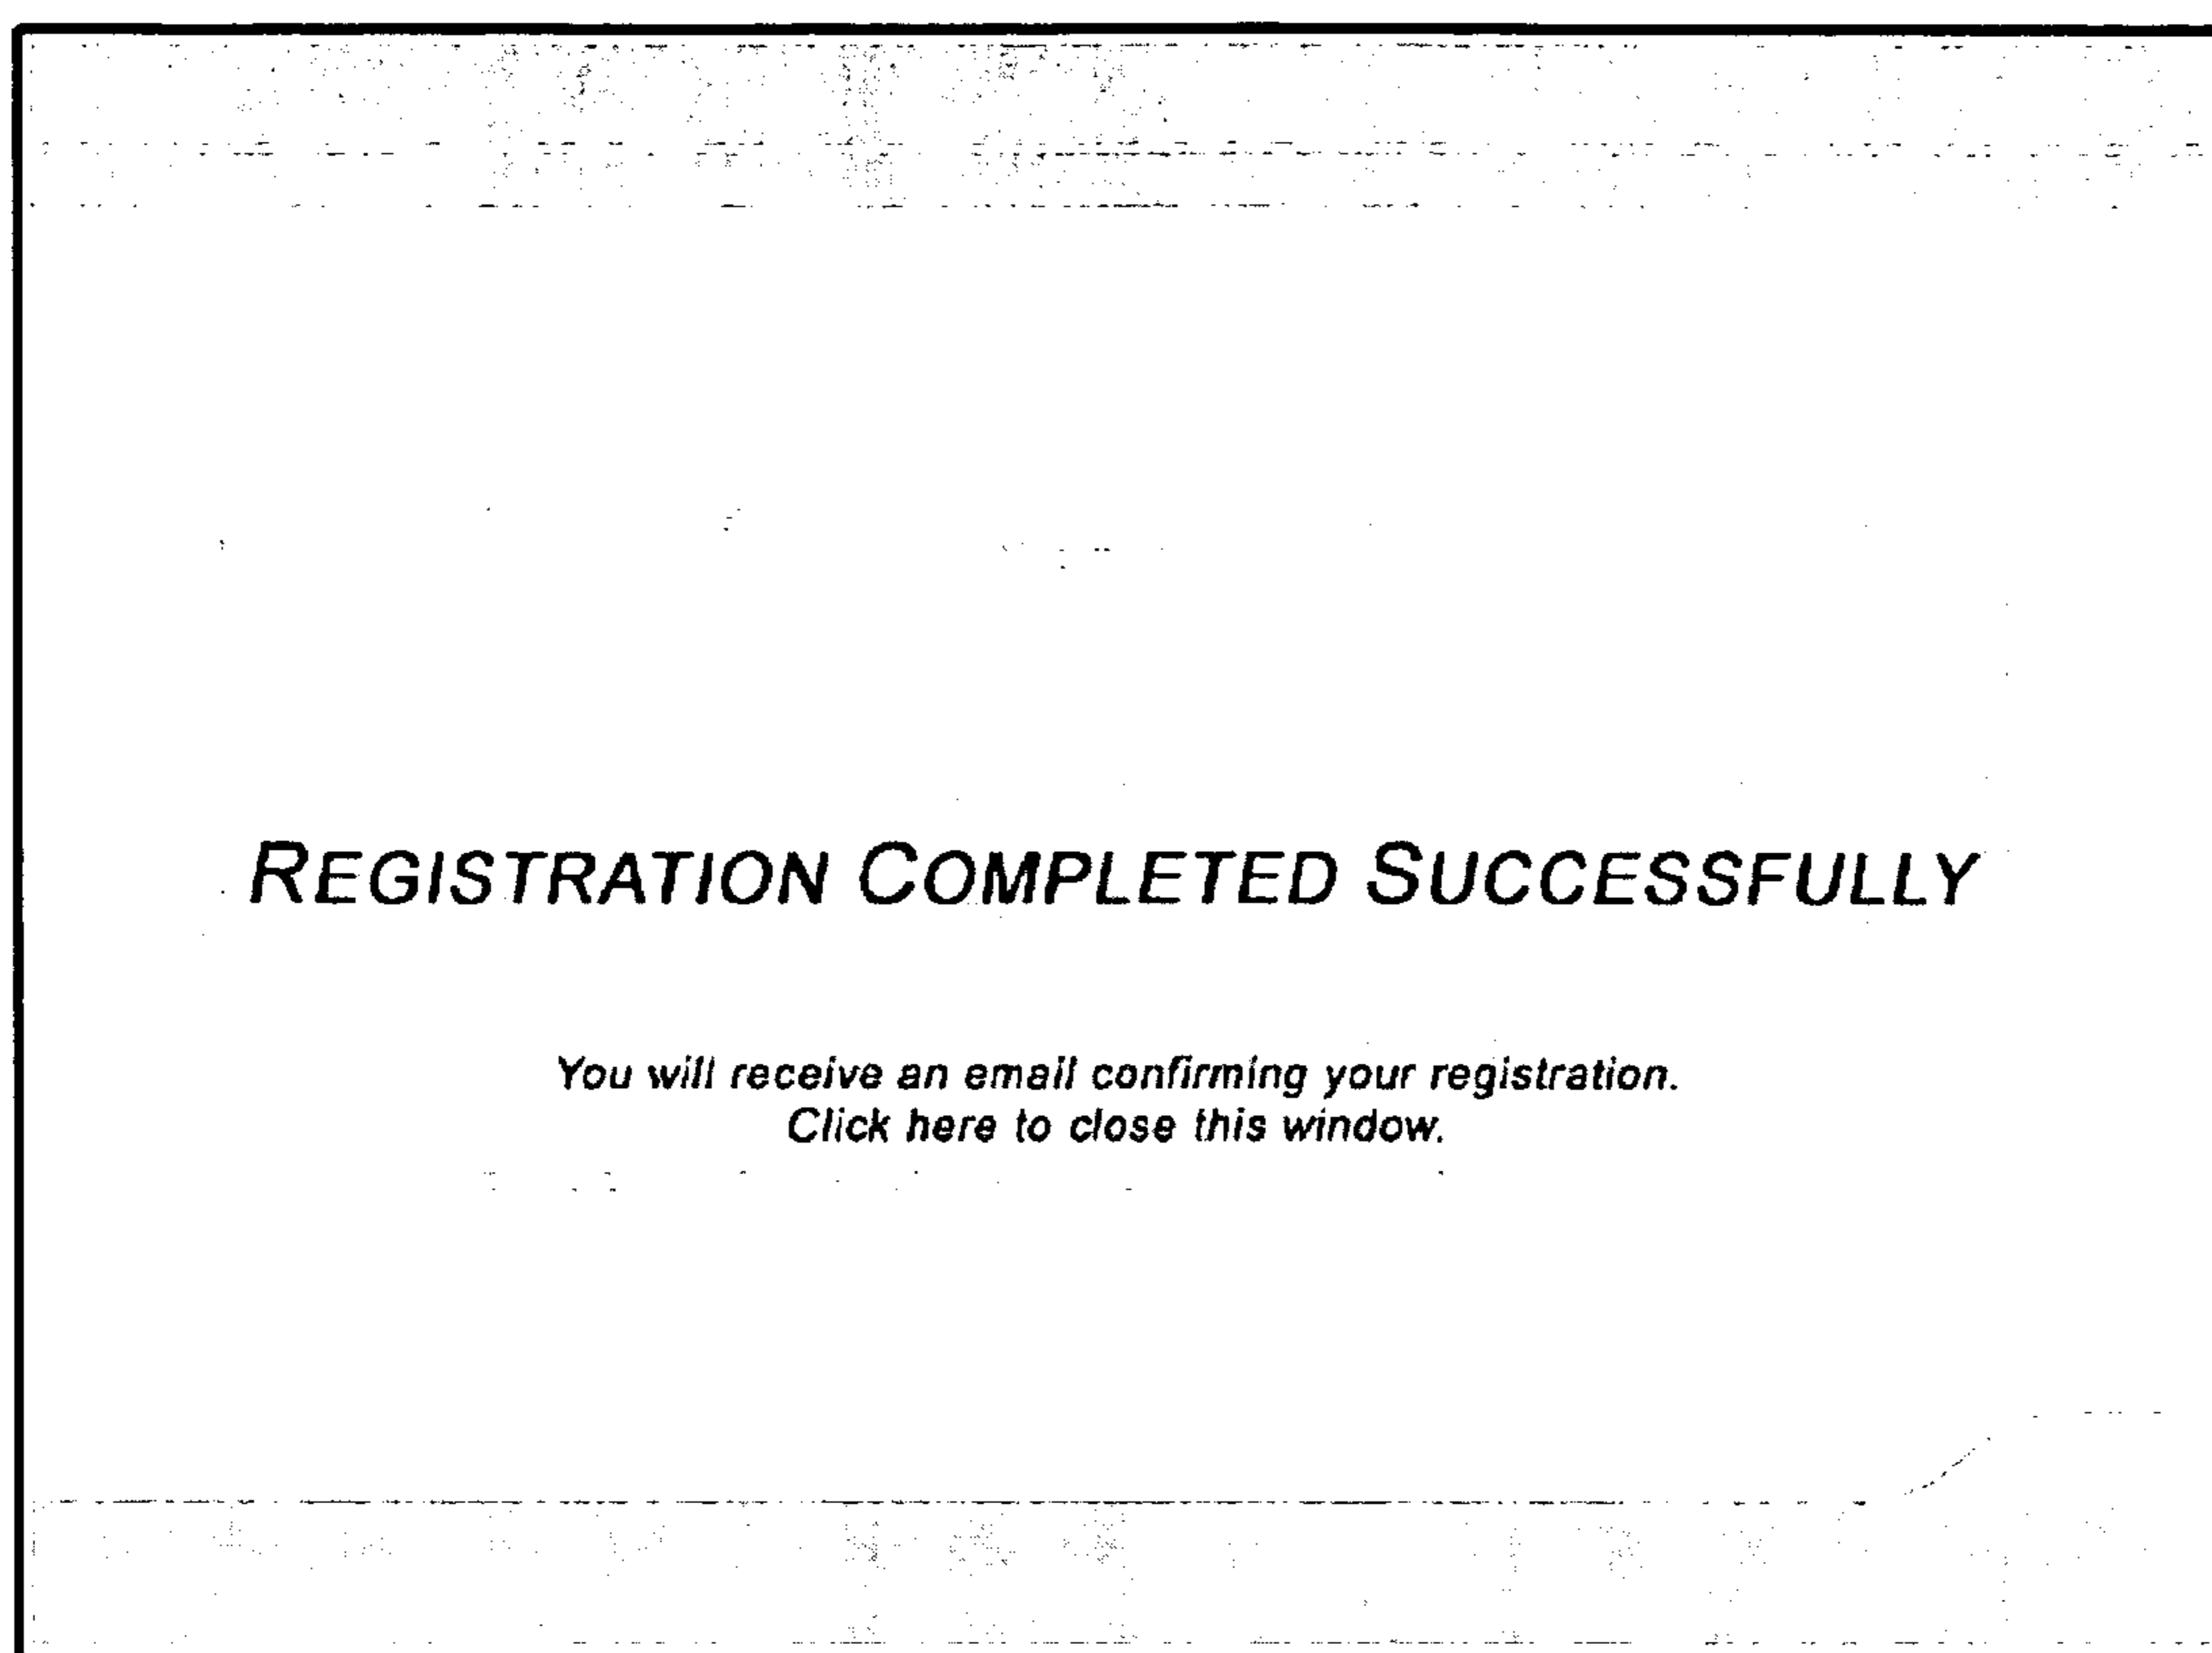 REGISTRATION COMPLETED SUCCESSFULLY
You will receive an email confirming your registration.
Click here to close this window.